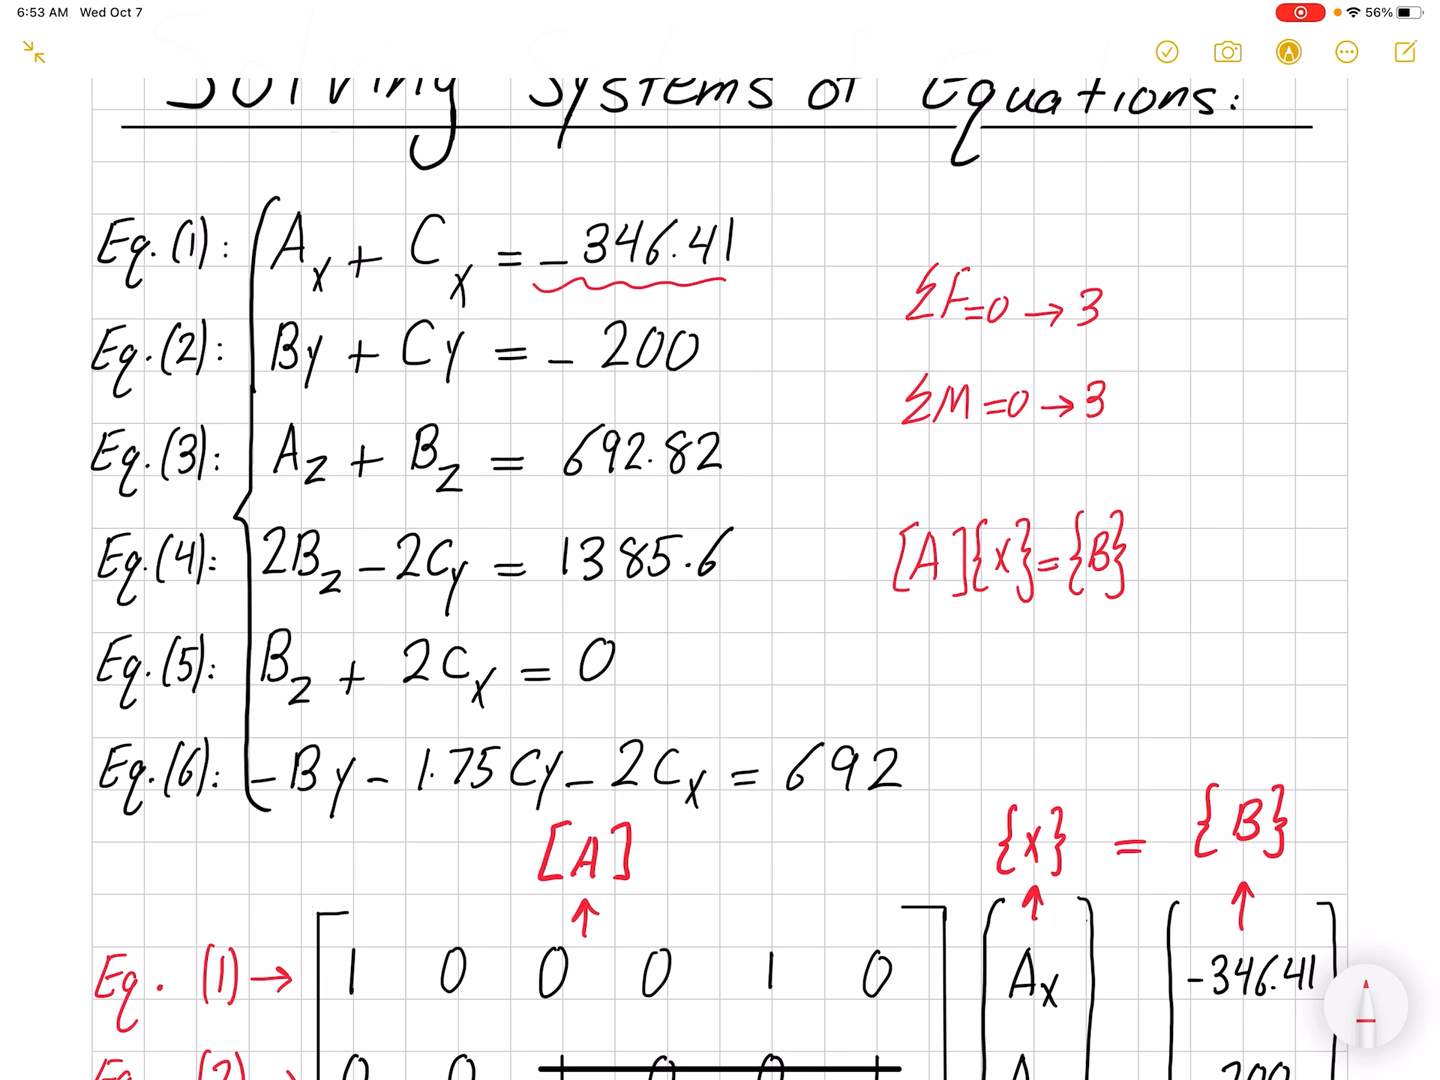 6:53 AM Wed Oct 7
56%
Solving Systems of Equations:
Eq.(1): Ax + Cx = - 346.41
Eq.(2): By + Cy = - 200
Eq.(3): Az + Bz = 692.82
Eq.(4): 2Bz - 2Cy = 1385.6
Eq.(5): Bz + 2Cx = 0
Eq.(6): -By - 1.75Cy - 2Cx = 692
ΣF=0 → 3
ΣM=0 → 3
[A]{x}={B}
[A] {x} = {B}
↑ ↑ ↑
Eq. (1) → 1 0 0 0 1 0 Ax -346.41
Eq. (2)